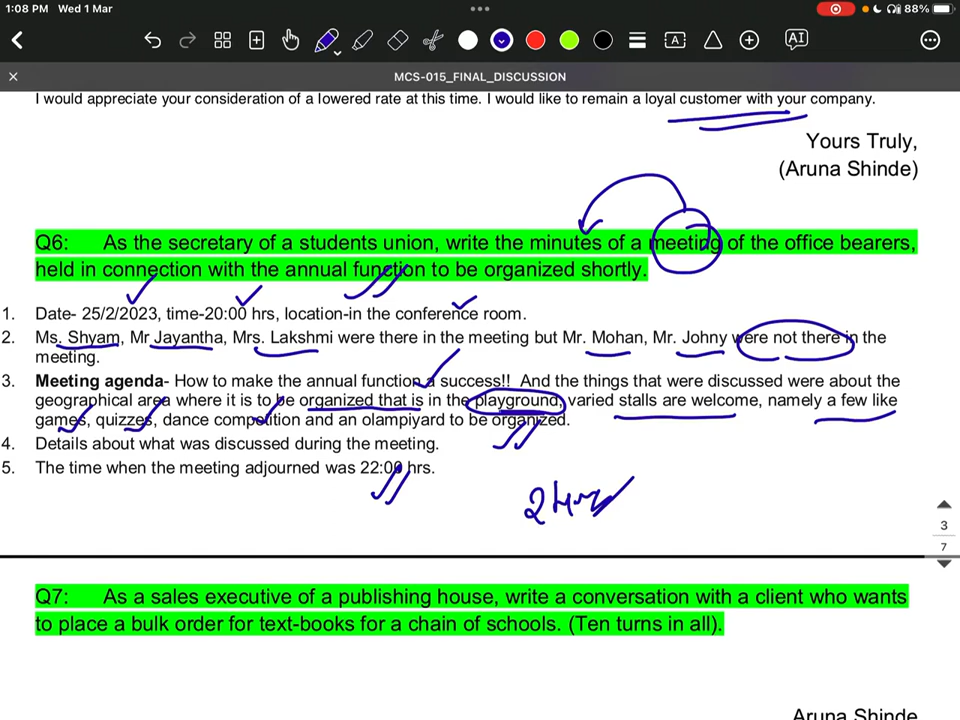 1:08 PM Wed 1 Mar
88%
A
AI
MCS-015_FINAL_DISCUSSION
I would appreciate your consideration of a lowered rate at this time. I would like to remain a loyal customer with your company.
Yours Truly,
(Aruna Shinde)
Q6: As the secretary of a students union, write the minutes of a meeting of the office bearers,
held in connection with the annual function to be organized shortly.
1. Date- 25/2/2023, time-20:00 hrs, location-in the conference room.
2. Ms. Shyam, Mr Jayantha, Mrs. Lakshmi were there in the meeting but Mr. Mohan, Mr. Johny were not there in the
meeting.
3. Meeting agenda- How to make the annual function a success!! And the things that were discussed were about the
geographical area where it is to be organized that is in the playground, varied stalls are welcome, namely a few like
games, quizzes, dance competition and an olampiyard to be organized.
4. Details about what was discussed during the meeting.
5. The time when the meeting adjourned was 22:00 hrs.
3
7
Q7: As a sales executive of a publishing house, write a conversation with a client who wants
to place a bulk order for text-books for a chain of schools. (Ten turns in all).
Aruna Shinde